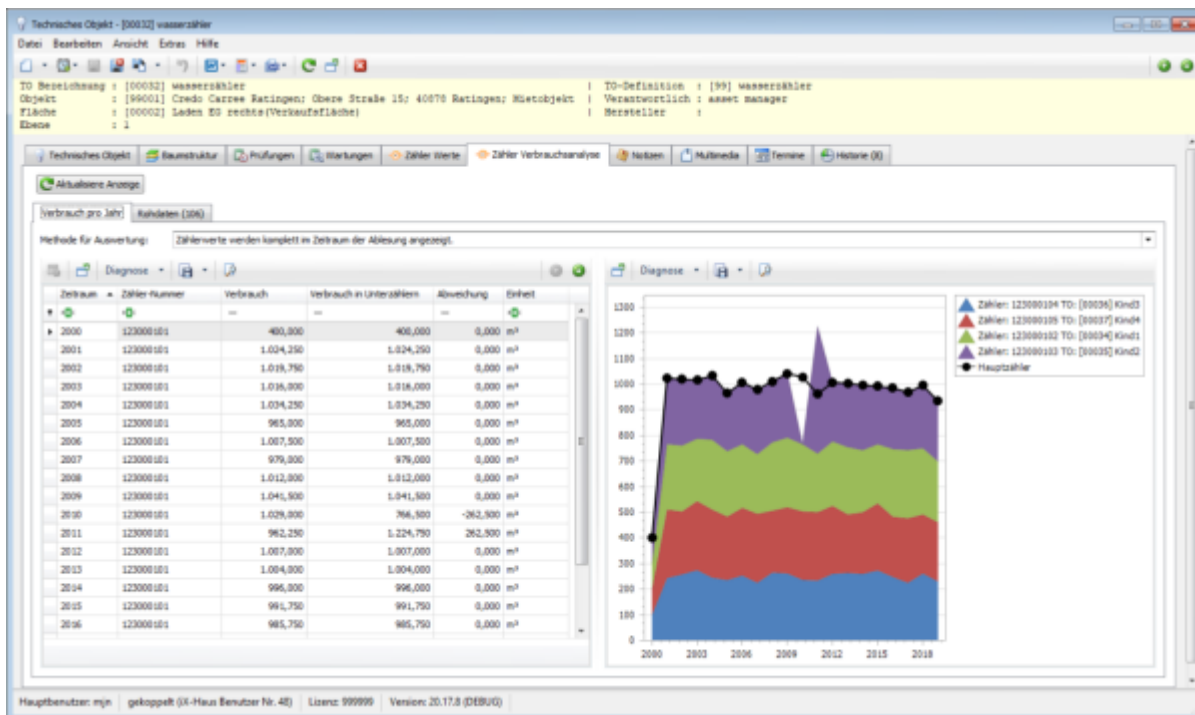 Technisches Objekt - [00032] wasserzähler
Datei Bearbeiten Ansicht Extras Hilfe
TO Bezeichnung : [00032] wasserzähler | TO-Definition : [99] wasserzähler
Objekt : [99001] Credo Carree Ratingen; Obere Straße 15; 40878 Ratingen; Mietobjekt | Verantwortlich : asset manager
Fläche : [00002] Laden EG rechts(Verkaufsfläche) | Hersteller :
Ebene : 1
Technisches Objekt Baumstruktur Prüfungen Wartungen Zähler Werte Zähler Verbrauchsanalyse Notizen Multimedia Termine Historie (8)
Aktualisiere Anzeige
Verbrauch pro Jahr Rohdaten (106)
Methode für Auswertung: Zählerwerte werden komplett im Zeitraum der Ablesung angezeigt.
Diagnose
Zeitraum Zähler-Nummer Verbrauch Verbrauch in Unterzählern Abweichung Einheit
2000 123000101 400,000 400,000 0,000 m³
2001 123000101 1.024,250 1.024,250 0,000 m³
2002 123000101 1.019,750 1.019,750 0,000 m³
2003 123000101 1.016,000 1.016,000 0,000 m³
2004 123000101 1.034,250 1.034,250 0,000 m³
2005 123000101 965,000 965,000 0,000 m³
2006 123000101 1.007,500 1.007,500 0,000 m³
2007 123000101 979,000 979,000 0,000 m³
2008 123000101 1.012,000 1.012,000 0,000 m³
2009 123000101 1.041,500 1.041,500 0,000 m³
2010 123000101 1.029,000 766,500 -262,500 m³
2011 123000101 962,250 1.224,750 262,500 m³
2012 123000101 1.007,000 1.007,000 0,000 m³
2013 123000101 1.004,000 1.004,000 0,000 m³
2014 123000101 996,000 996,000 0,000 m³
2015 123000101 991,750 991,750 0,000 m³
2016 123000101 985,750 985,750 0,000 m³
Diagnose
1300
1200
1100
1000
900
800
700
600
500
400
300
200
100
0
2000 2003 2006 2009 2012 2015 2018
Zähler: 123000104 TO: [00036] Kind3
Zähler: 123000105 TO: [00037] Kind4
Zähler: 123000102 TO: [00034] Kind1
Zähler: 123000103 TO: [00035] Kind2
Hauptzähler
Hauptbenutzer: mjn gekoppelt (iX-Haus Benutzer Nr. 48) Lizenz: 999999 Version: 20.17.8 (DEBUG)